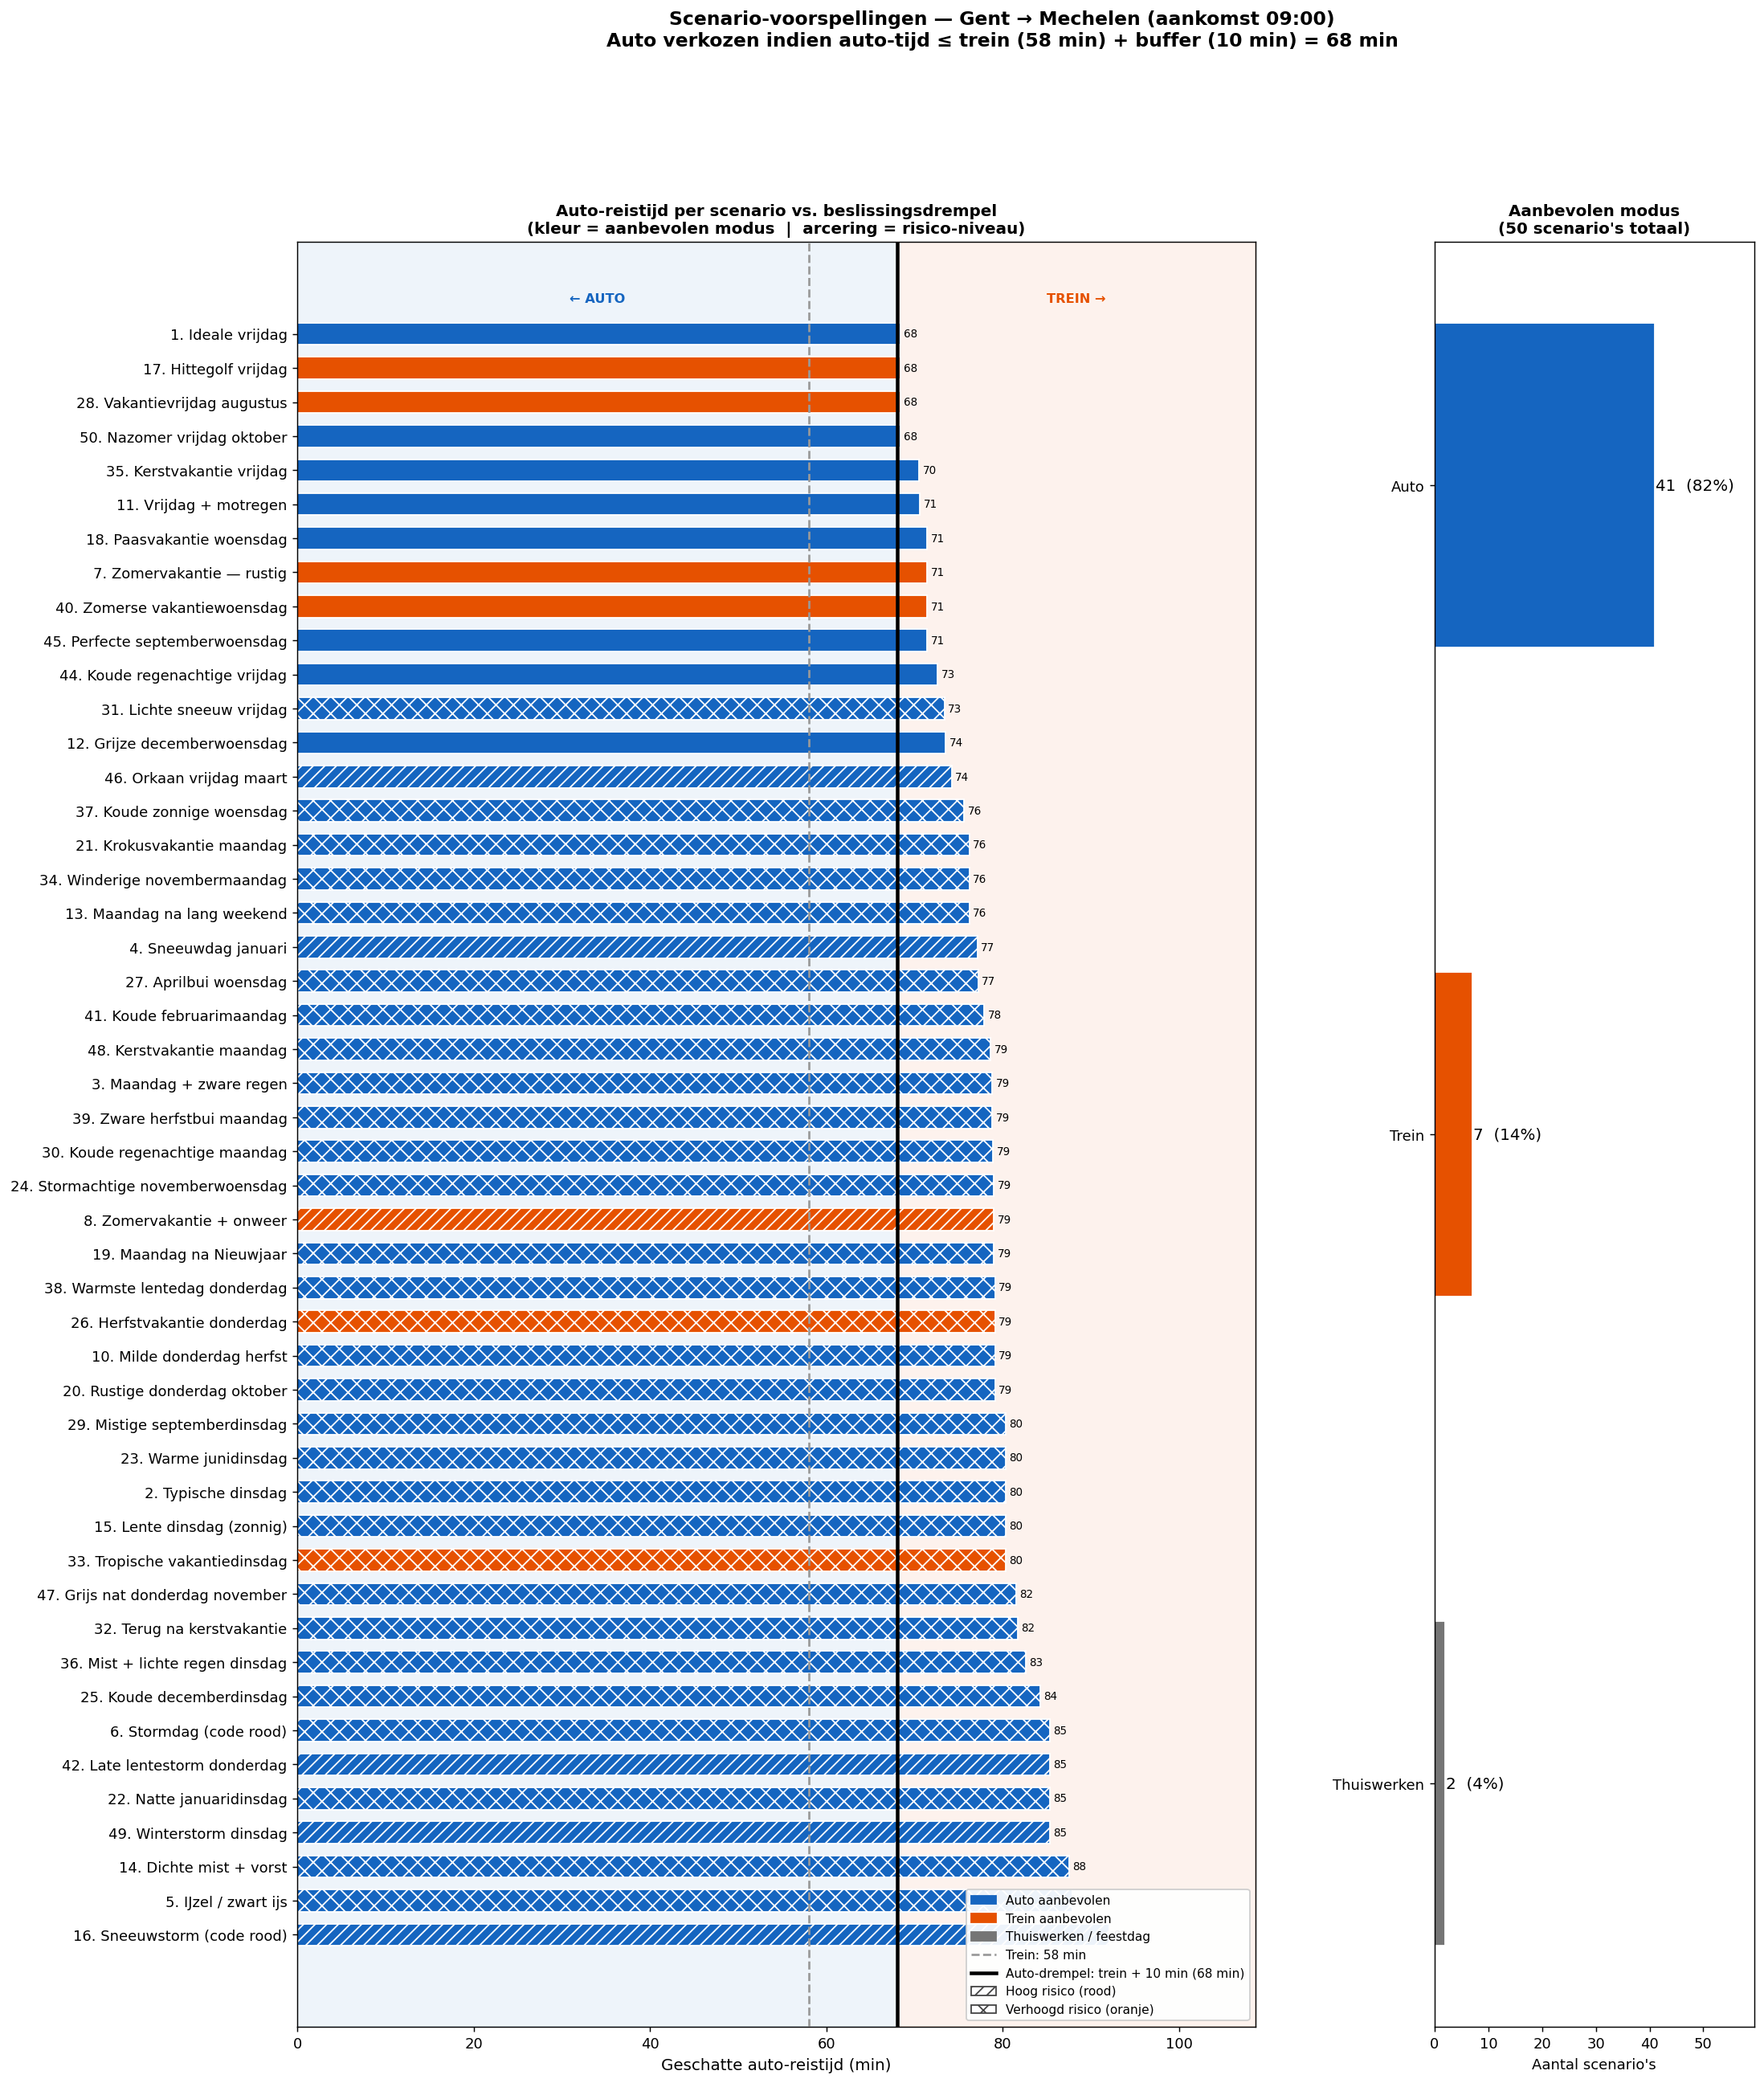 Scenario-voorspellingen — Gent → Mechelen (aankomst 09:00)
Auto verkozen indien auto-tijd ≤ trein (58 min) + buffer (10 min) = 68 min
Auto-reistijd per scenario vs. beslissingsdrempel
(kleur = aanbevolen modus | arcering = risico-niveau)
← AUTO
TREIN →
1. Ideale vrijdag 68
17. Hittegolf vrijdag 68
28. Vakantievrijdag augustus 68
50. Nazomer vrijdag oktober 68
35. Kerstvakantie vrijdag 70
11. Vrijdag + motregen 71
18. Paasvakantie woensdag 71
7. Zomervakantie — rustig 71
40. Zomerse vakantiewoensdag 71
45. Perfecte septemberwoensdag 71
44. Koude regenachtige vrijdag 73
31. Lichte sneeuw vrijdag 73
12. Grijze decemberwoensdag 74
46. Orkaan vrijdag maart 74
37. Koude zonnige woensdag 76
21. Krokusvakantie maandag 76
34. Winderige novembermaandag 76
13. Maandag na lang weekend 76
4. Sneeuwdag januari 77
27. Aprilbui woensdag 77
41. Koude februarimaandag 78
48. Kerstvakantie maandag 79
3. Maandag + zware regen 79
39. Zware herfstbui maandag 79
30. Koude regenachtige maandag 79
24. Stormachtige novemberwoensdag 79
8. Zomervakantie + onweer 79
19. Maandag na Nieuwjaar 79
38. Warmste lentedag donderdag 79
26. Herfstvakantie donderdag 79
10. Milde donderdag herfst 79
20. Rustige donderdag oktober 79
29. Mistige septemberdinsdag 80
23. Warme junidinsdag 80
2. Typische dinsdag 80
15. Lente dinsdag (zonnig) 80
33. Tropische vakantiedinsdag 80
47. Grijs nat donderdag november 82
32. Terug na kerstvakantie 82
36. Mist + lichte regen dinsdag 83
25. Koude decemberdinsdag 84
6. Stormdag (code rood) 85
42. Late lentestorm donderdag 85
22. Natte januaridinsdag 85
49. Winterstorm dinsdag 85
14. Dichte mist + vorst 88
5. IJzel / zwart ijs
16. Sneeuwstorm (code rood)
Auto aanbevolen
Trein aanbevolen
Thuiswerken / feestdag
Trein: 58 min
Auto-drempel: trein + 10 min (68 min)
Hoog risico (rood)
Verhoogd risico (oranje)
0 20 40 60 80 100
Geschatte auto-reistijd (min)
Aanbevolen modus
(50 scenario's totaal)
Auto 41 (82%)
Trein 7 (14%)
Thuiswerken 2 (4%)
0 10 20 30 40 50
Aantal scenario's